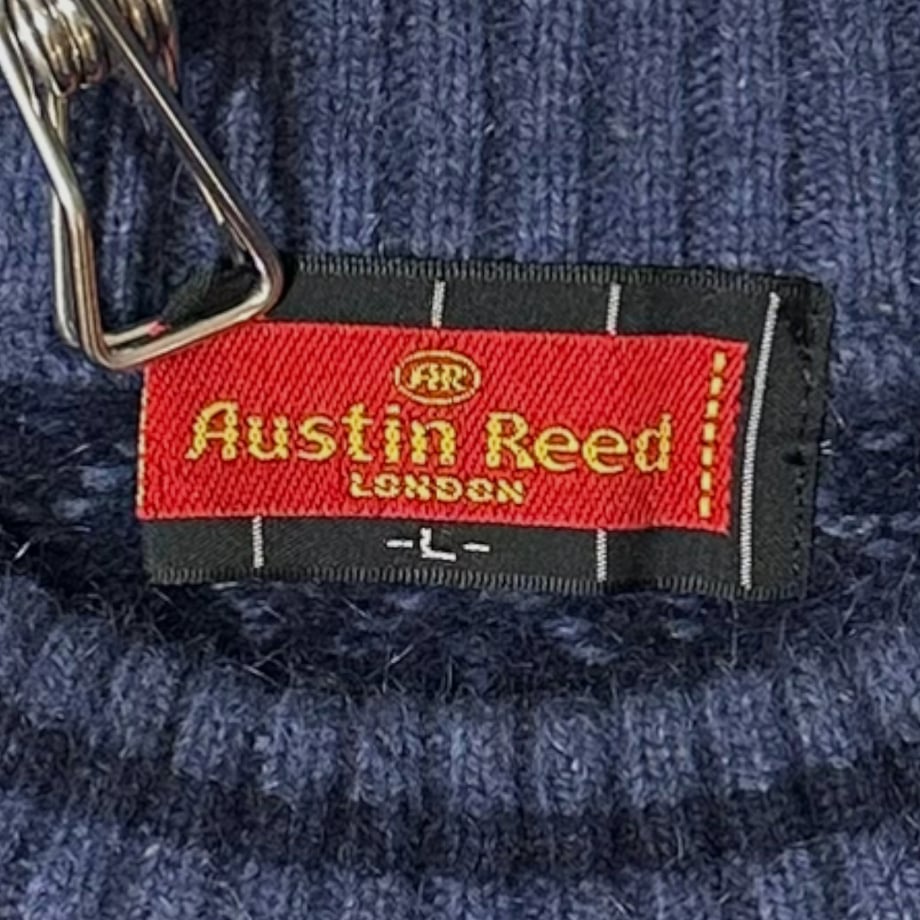 AR
Austin Reed
LONDON
-L-